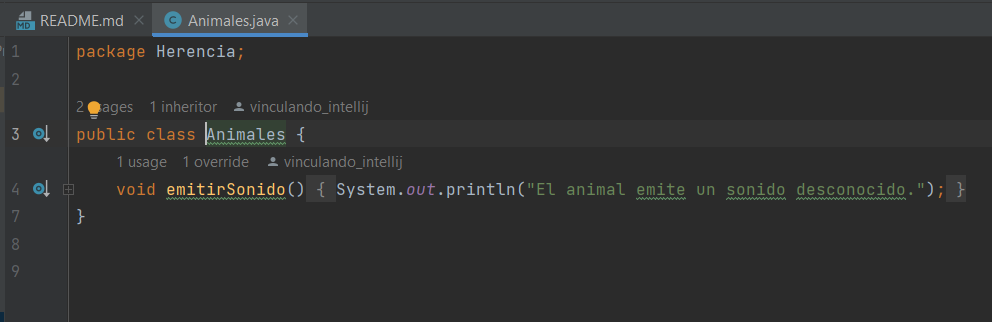 MD README.md × C Animales.java ×
1 package Herencia;
2
2 usages 1 inheritor vinculando_intellij
3 public class Animales {
1 usage 1 override vinculando_intellij
4 void emitirSonido() { System.out.println("El animal emite un sonido desconocido."); }
7 }
8
9